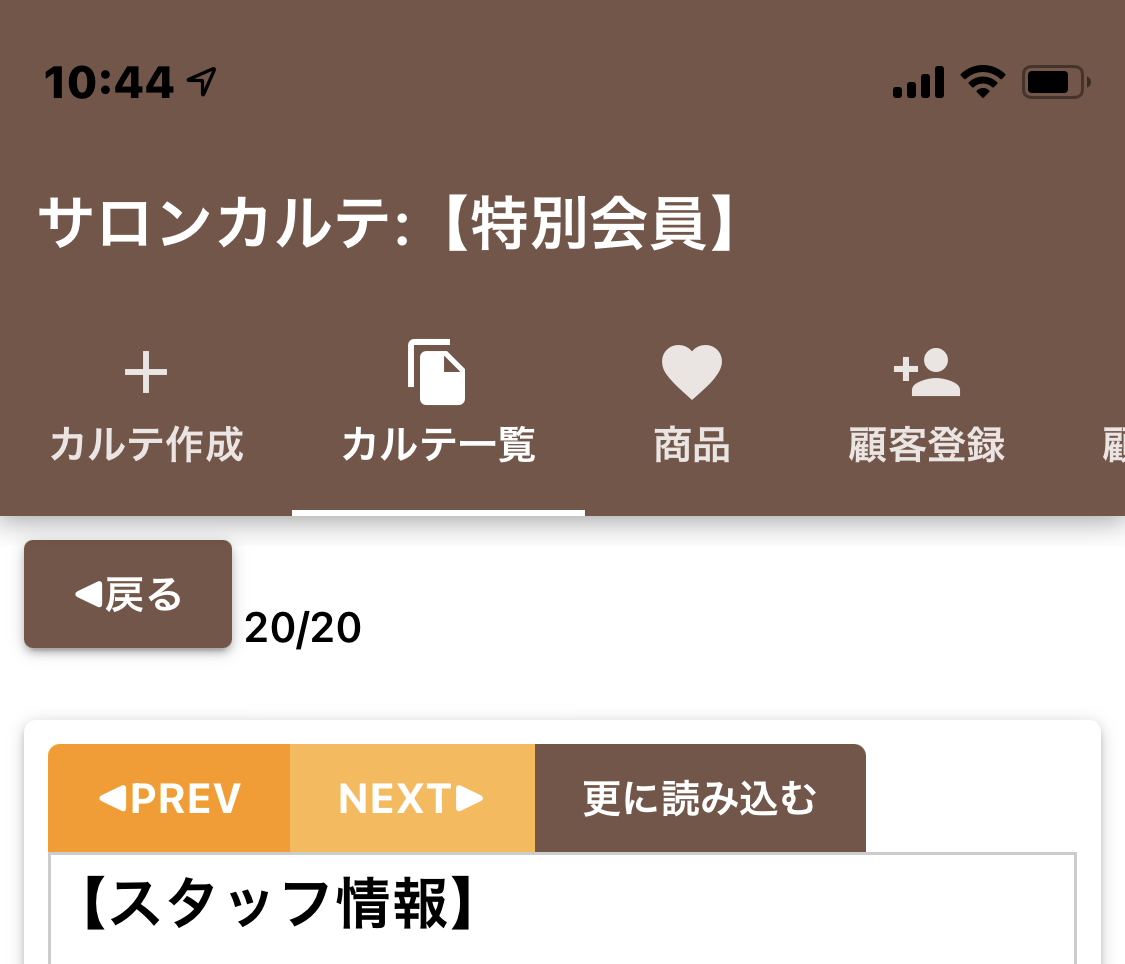 10:44
サロンカルテ:【特別会員】
カルテ作成 カルテ一覧 商品 顧客登録 顧
◀戻る
20/20
◀PREV NEXT▶ 更に読み込む
【スタッフ情報】